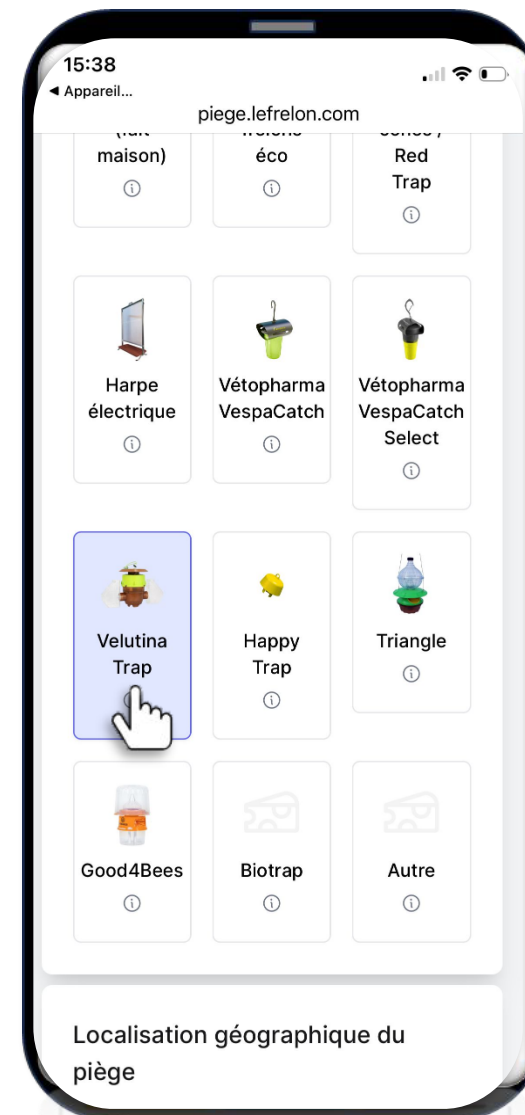 15:38
◀ Appareil...
piege.lefrelon.com
maison)
éco
Red
Trap
Harpe
électrique
Vétopharma
VespaCatch
Vétopharma
VespaCatch
Select
Velutina
Trap
Happy
Trap
Triangle
Good4Bees
Biotrap
Autre
Localisation géographique du
piège